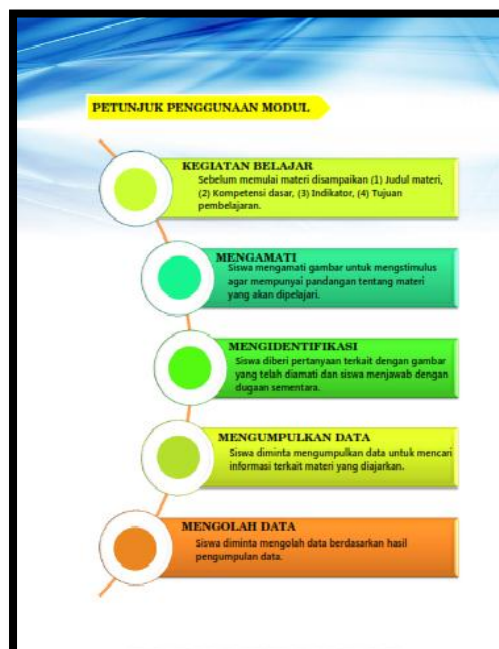 PETUNJUK PENGGUNAAN MODUL
KEGIATAN BELAJAR
Sebelum memulai materi disampaikan (1) Judul materi,
(2) Kompetensi dasar, (3) Indikator, (4) Tujuan
pembelajaran.
MENGAMATI
Siswa mengamati gambar untuk mengstimulus
agar mempunyai pandangan tentang materi
yang akan dipelajari.
MENGIDENTIFIKASI
Siswa diberi pertanyaan terkait dengan gambar
yang telah diamati dan siswa menjawab dengan
dugaan sementara.
MENGUMPULKAN DATA
Siswa diminta mengumpulkan data untuk mencari
informasi terkait materi yang diajarkan.
MENGOLAH DATA
Siswa diminta mengolah data berdasarkan hasil
pengumpulan data.